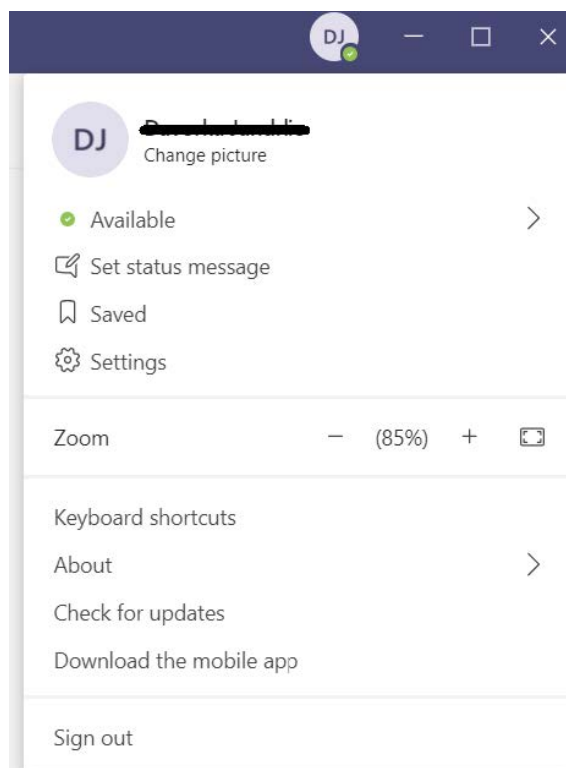 DJ
DJ
Change picture
Available
Set status message
Saved
Settings
Zoom − (85%) +
Keyboard shortcuts
About
Check for updates
Download the mobile app
Sign out